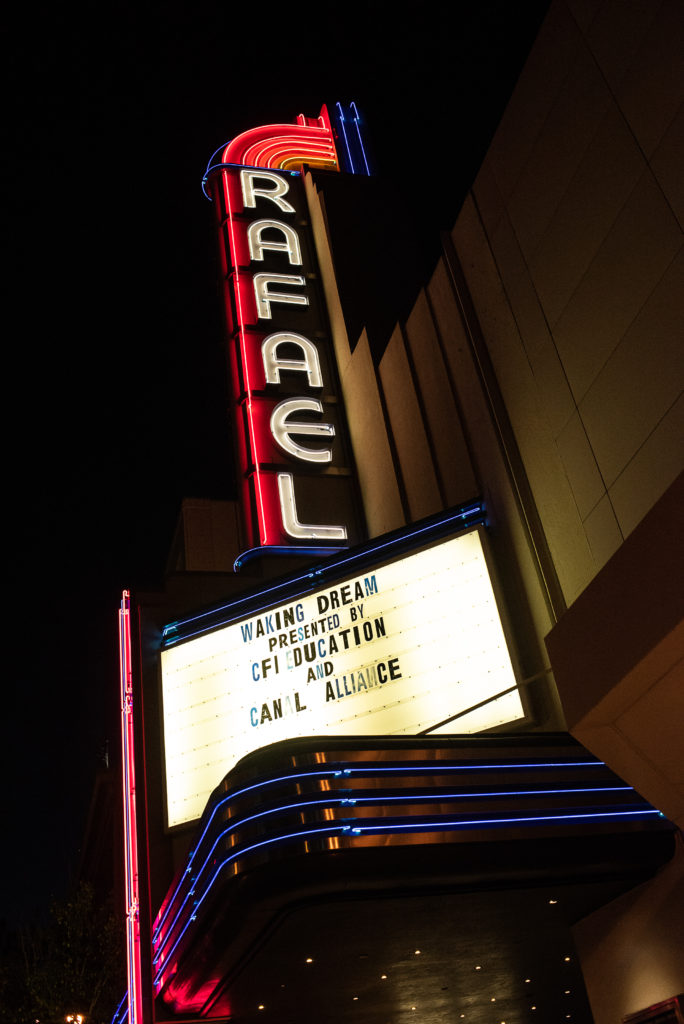 RAFAEL
WAKING DREAM
PRESENTED BY
CFI EDUCATION
AND
CANAL ALLIANCE